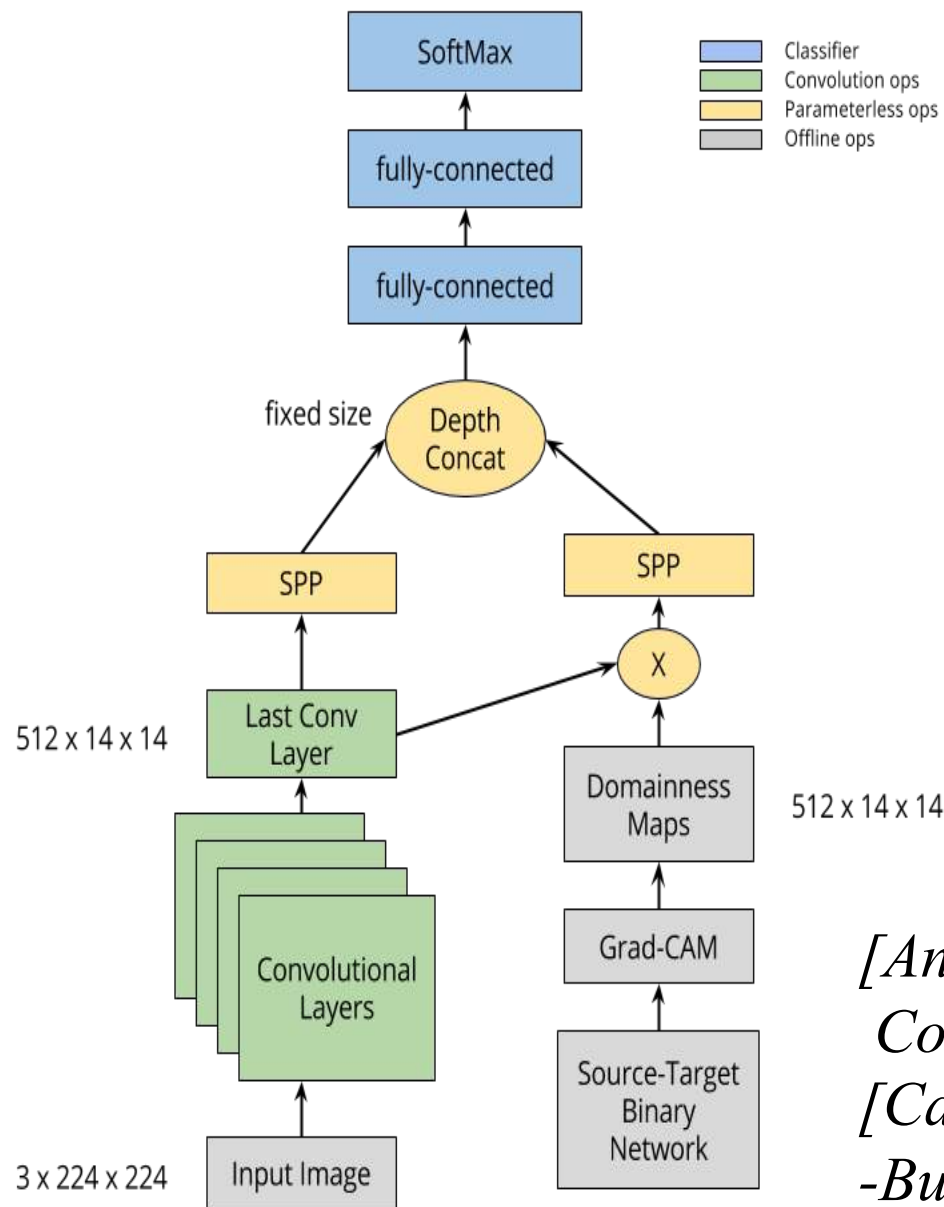 SoftMax
Classifier
Convolution ops
Parameterless ops
Offline ops
fully-connected
fully-connected
fixed size
Depth
Concat
SPP
SPP
X
Last Conv
Layer
512 x 14 x 14
Domainness
Maps
512 x 14 x 14
Convolutional
Layers
Grad-CAM
Source-Target
Binary
Network
Input Image
3 x 224 x 224
-Bu